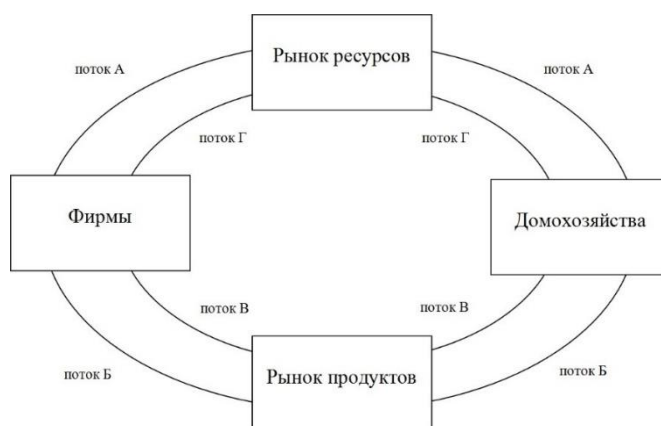 Рынок ресурсов
поток А
поток А
поток Г
поток Г
Фирмы
Домохозяйства
поток В
поток В
Рынок продуктов
поток Б
поток Б